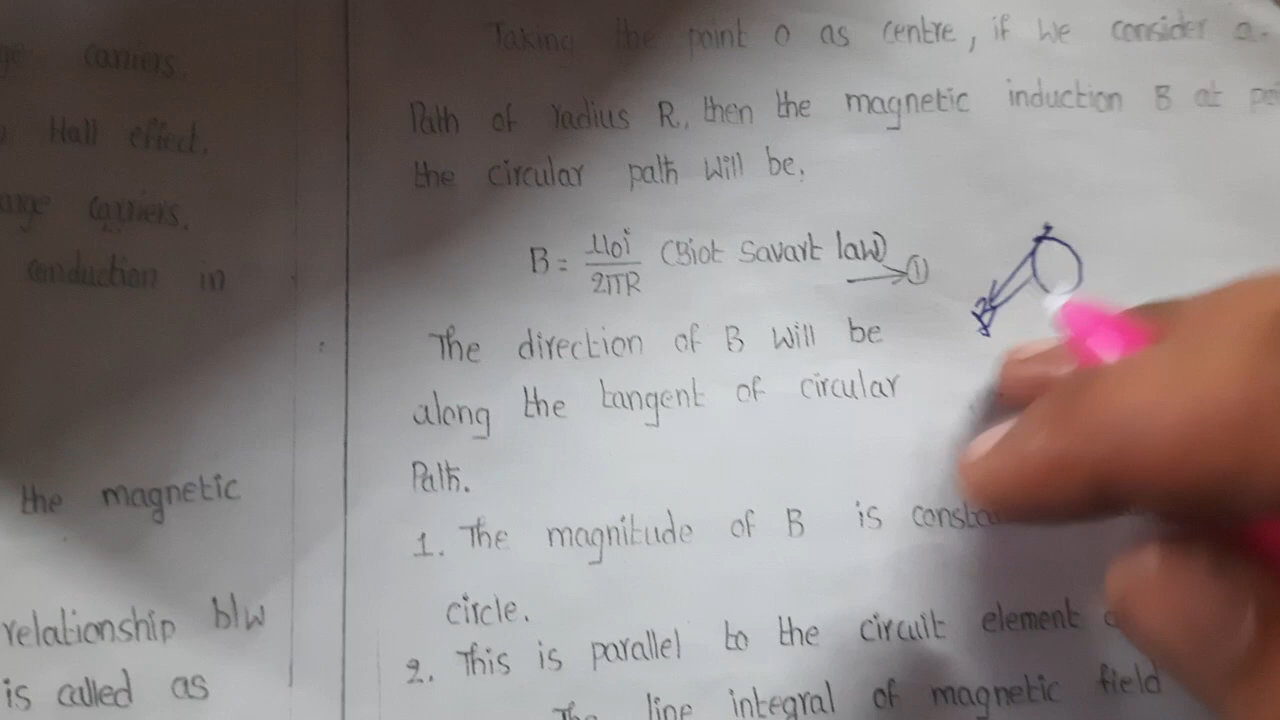 carriers.
Hall effect.
carriers.
conduction in
the magnetic
relationship b/w
is called as
Taking the point O as centre, if we consider a
Path of radius R, then the magnetic induction B at
the circular path will be,
B = μ0i / 2πR (Biot Savart law) → ①
B
The direction of B will be
along the tangent of circular
Path.
1. The magnitude of B is
circle.
2. This is parallel to the circuit element
The line integral of magnetic field